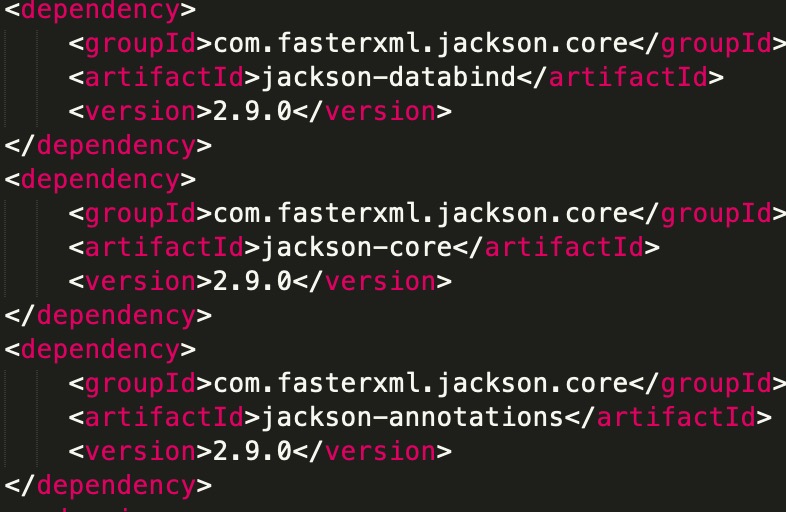 <dependency>
<groupId>com.fasterxml.jackson.core</groupId>
<artifactId>jackson-databind</artifactId>
<version>2.9.0</version>
</dependency>
<dependency>
<groupId>com.fasterxml.jackson.core</groupId>
<artifactId>jackson-core</artifactId>
<version>2.9.0</version>
</dependency>
<dependency>
<groupId>com.fasterxml.jackson.core</groupId>
<artifactId>jackson-annotations</artifactId>
<version>2.9.0</version>
</dependency>